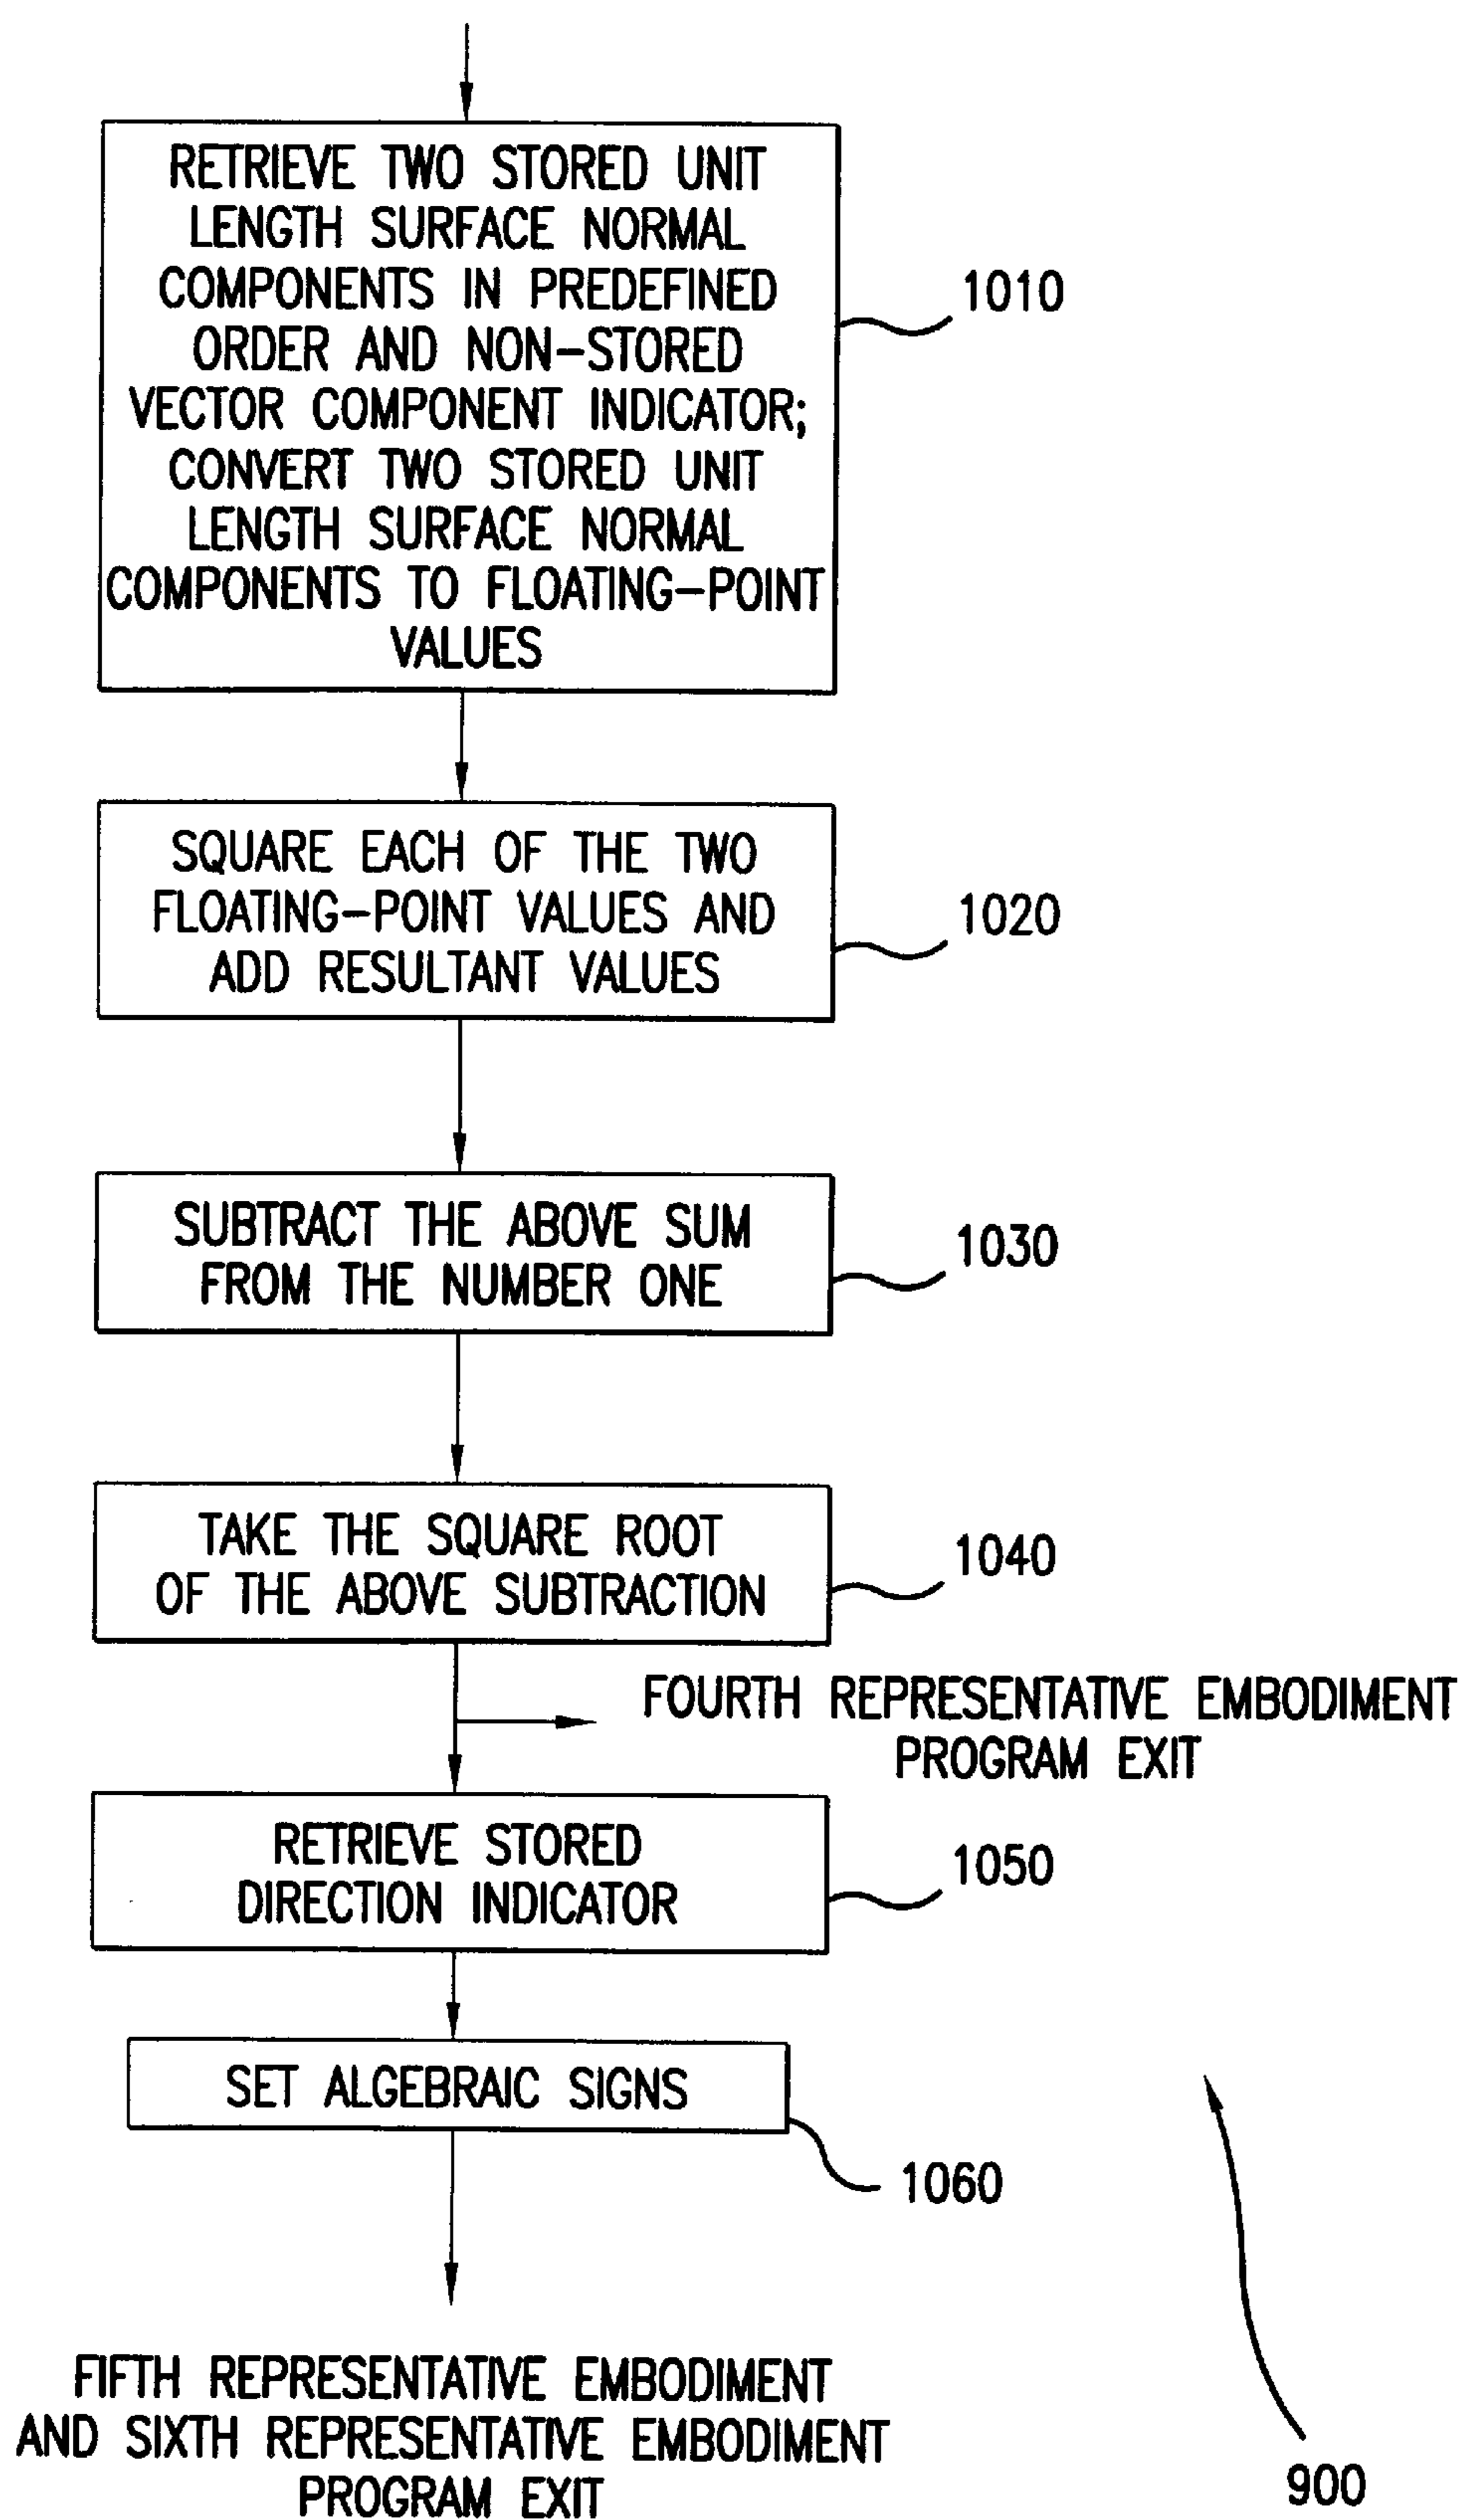 RETRIEVE TWO STORED UNIT
LENGTH SURFACE NORMAL
COMPONENTS IN PREDEFINED
ORDER AND NON-STORED
VECTOR COMPONENT INDICATOR;
CONVERT TWO STORED UNIT
LENGTH SURFACE NORMAL
COMPONENTS TO FLOATING-POINT
VALUES
1010
SQUARE EACH OF THE TWO
FLOATING-POINT VALUES AND
ADD RESULTANT VALUES
1020
SUBTRACT THE ABOVE SUM
FROM THE NUMBER ONE
1030
TAKE THE SQUARE ROOT
OF THE ABOVE SUBTRACTION
1040
FOURTH REPRESENTATIVE EMBODIMENT
PROGRAM EXIT
RETRIEVE STORED
DIRECTION INDICATOR
1050
SET ALGEBRAIC SIGNS
1060
FIFTH REPRESENTATIVE EMBODIMENT
AND SIXTH REPRESENTATIVE EMBODIMENT
PROGRAM EXIT
900